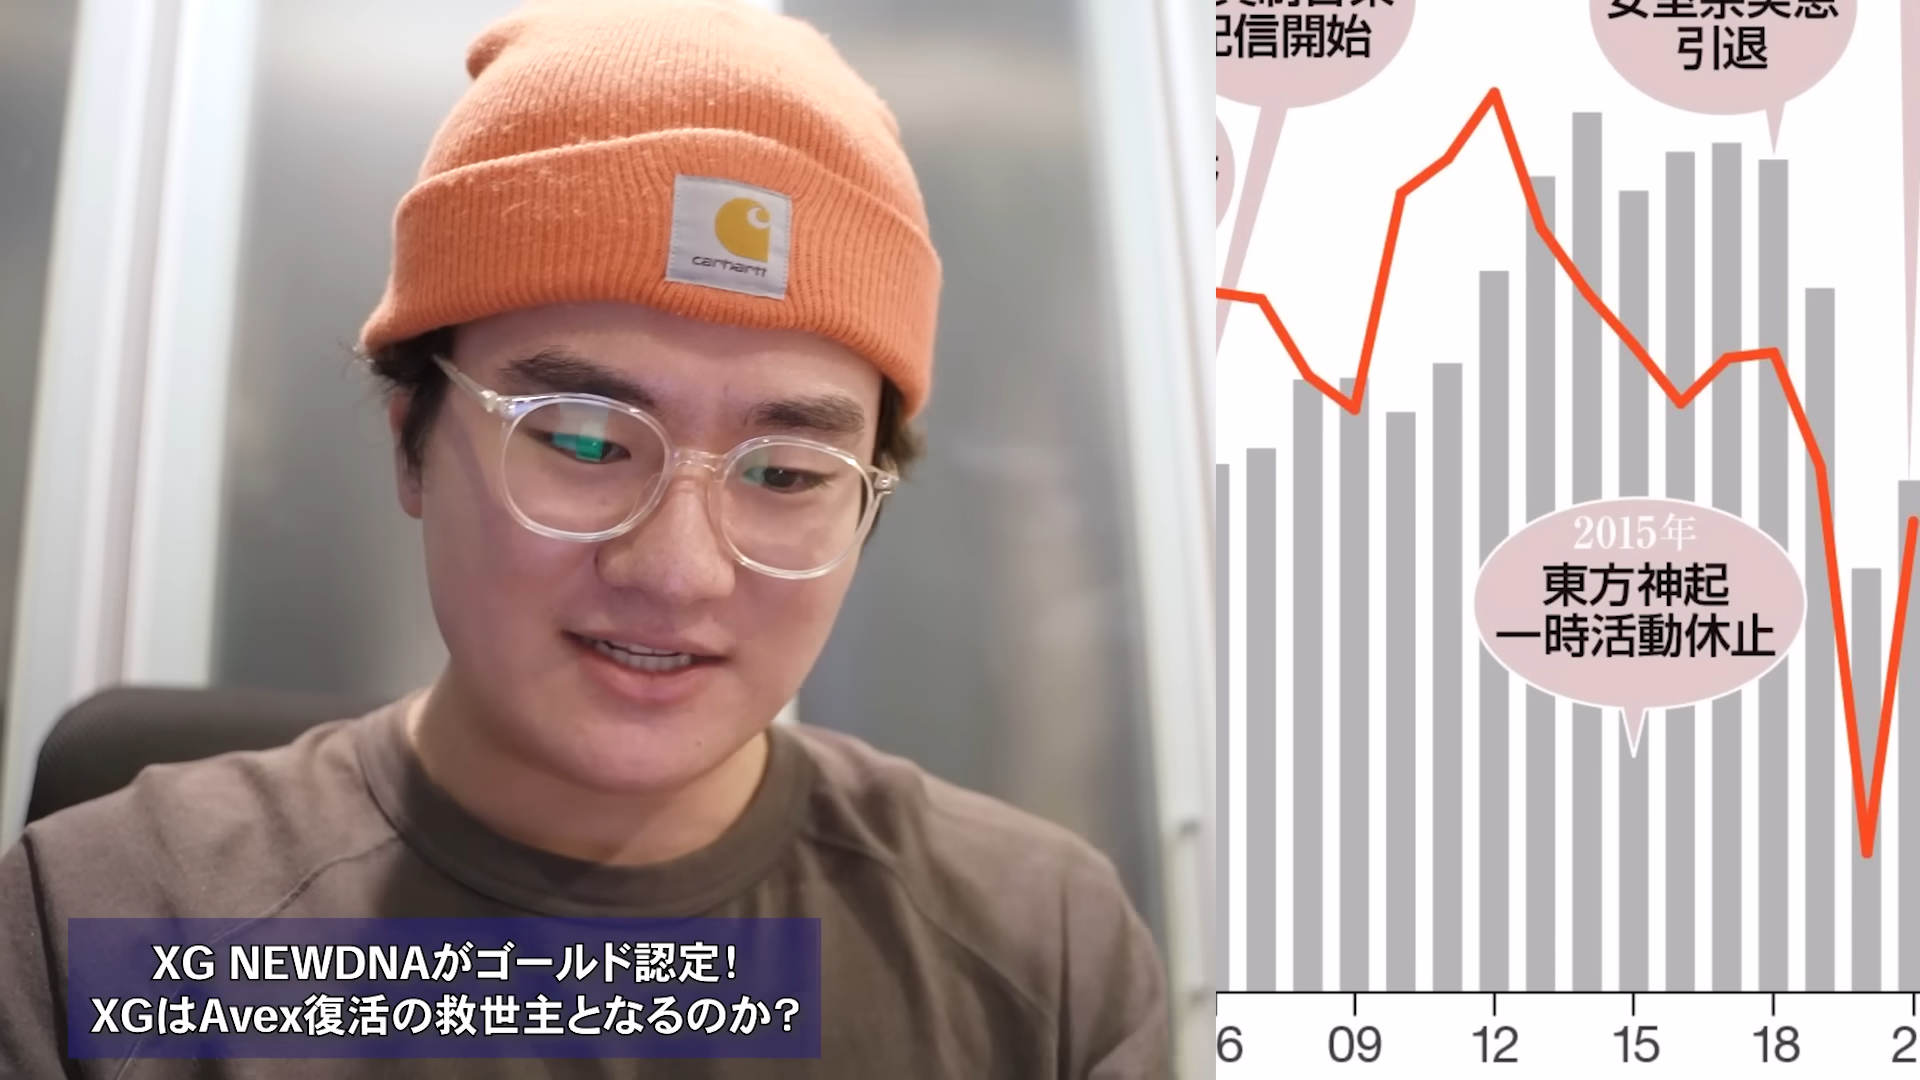 carhartt
XG NEWDNAがゴールド認定!
XGはAvex復活の救世主となるのか?
配信開始
引退
2015年
東方神起
一時活動休止
09
12
15
18